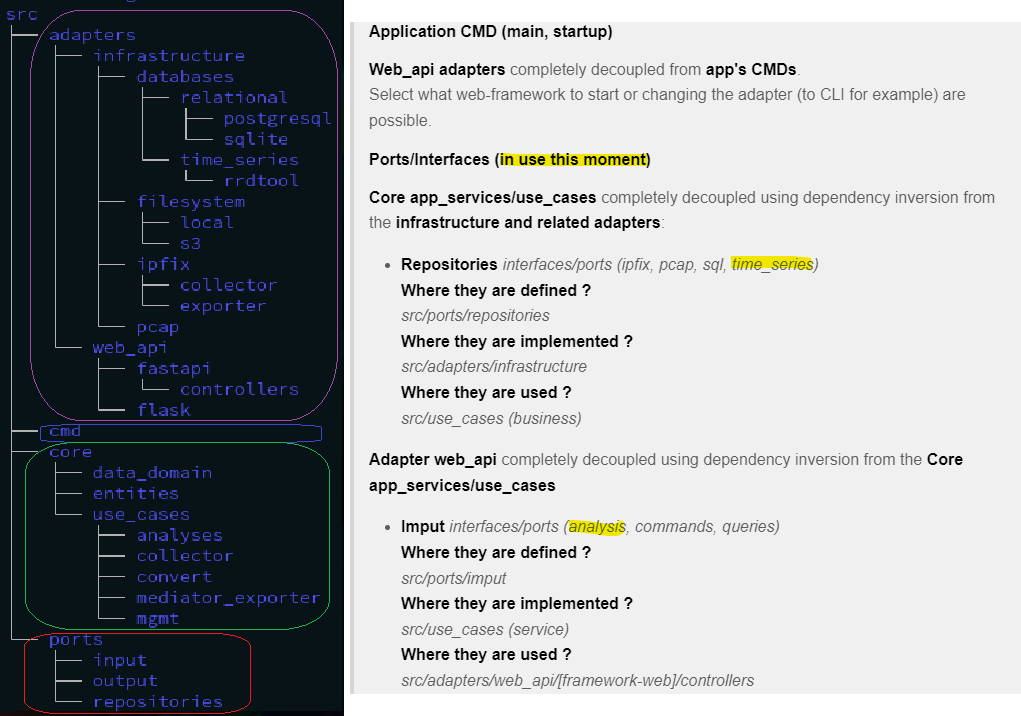 src
adapters
infrastructure
databases
relational
postgresql
sqlite
time_series
rrdtool
filesystem
local
s3
ipfix
collector
exporter
pcap
web_api
fastapi
controllers
flask
cmd
core
data_domain
entities
use_cases
analyses
collector
convert
mediator_exporter
mgmt
ports
input
output
repositories
Application CMD (main, startup)
Web_api adapters completely decoupled from app's CMDs.
Select what web-framework to start or changing the adapter (to CLI for example) are
possible.
Ports/Interfaces (in use this moment)
Core app_services/use_cases completely decoupled using dependency inversion from
the infrastructure and related adapters:
• Repositories interfaces/ports (ipfix, pcap, sql, time_series)
Where they are defined ?
src/ports/repositories
Where they are implemented ?
src/adapters/infrastructure
Where they are used ?
src/use_cases (business)
Adapter web_api completely decoupled using dependency inversion from the Core
app_services/use_cases
• Imput interfaces/ports (analysis, commands, queries)
Where they are defined ?
src/ports/imput
Where they are implemented ?
src/use_cases (service)
Where they are used ?
src/adapters/web_api/[framework-web]/controllers